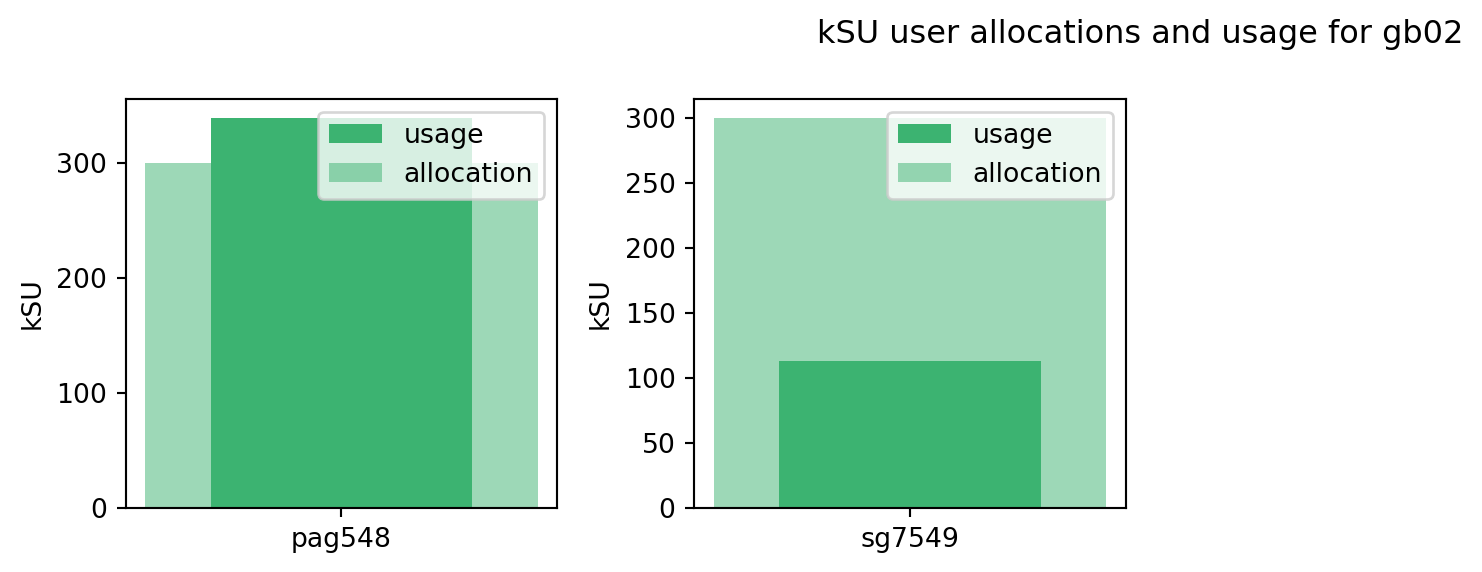 kSU user allocations and usage for gb02
kSU
300
200
100
0
usage
allocation
pag548
kSU
300
250
200
150
100
50
0
usage
allocation
sg7549